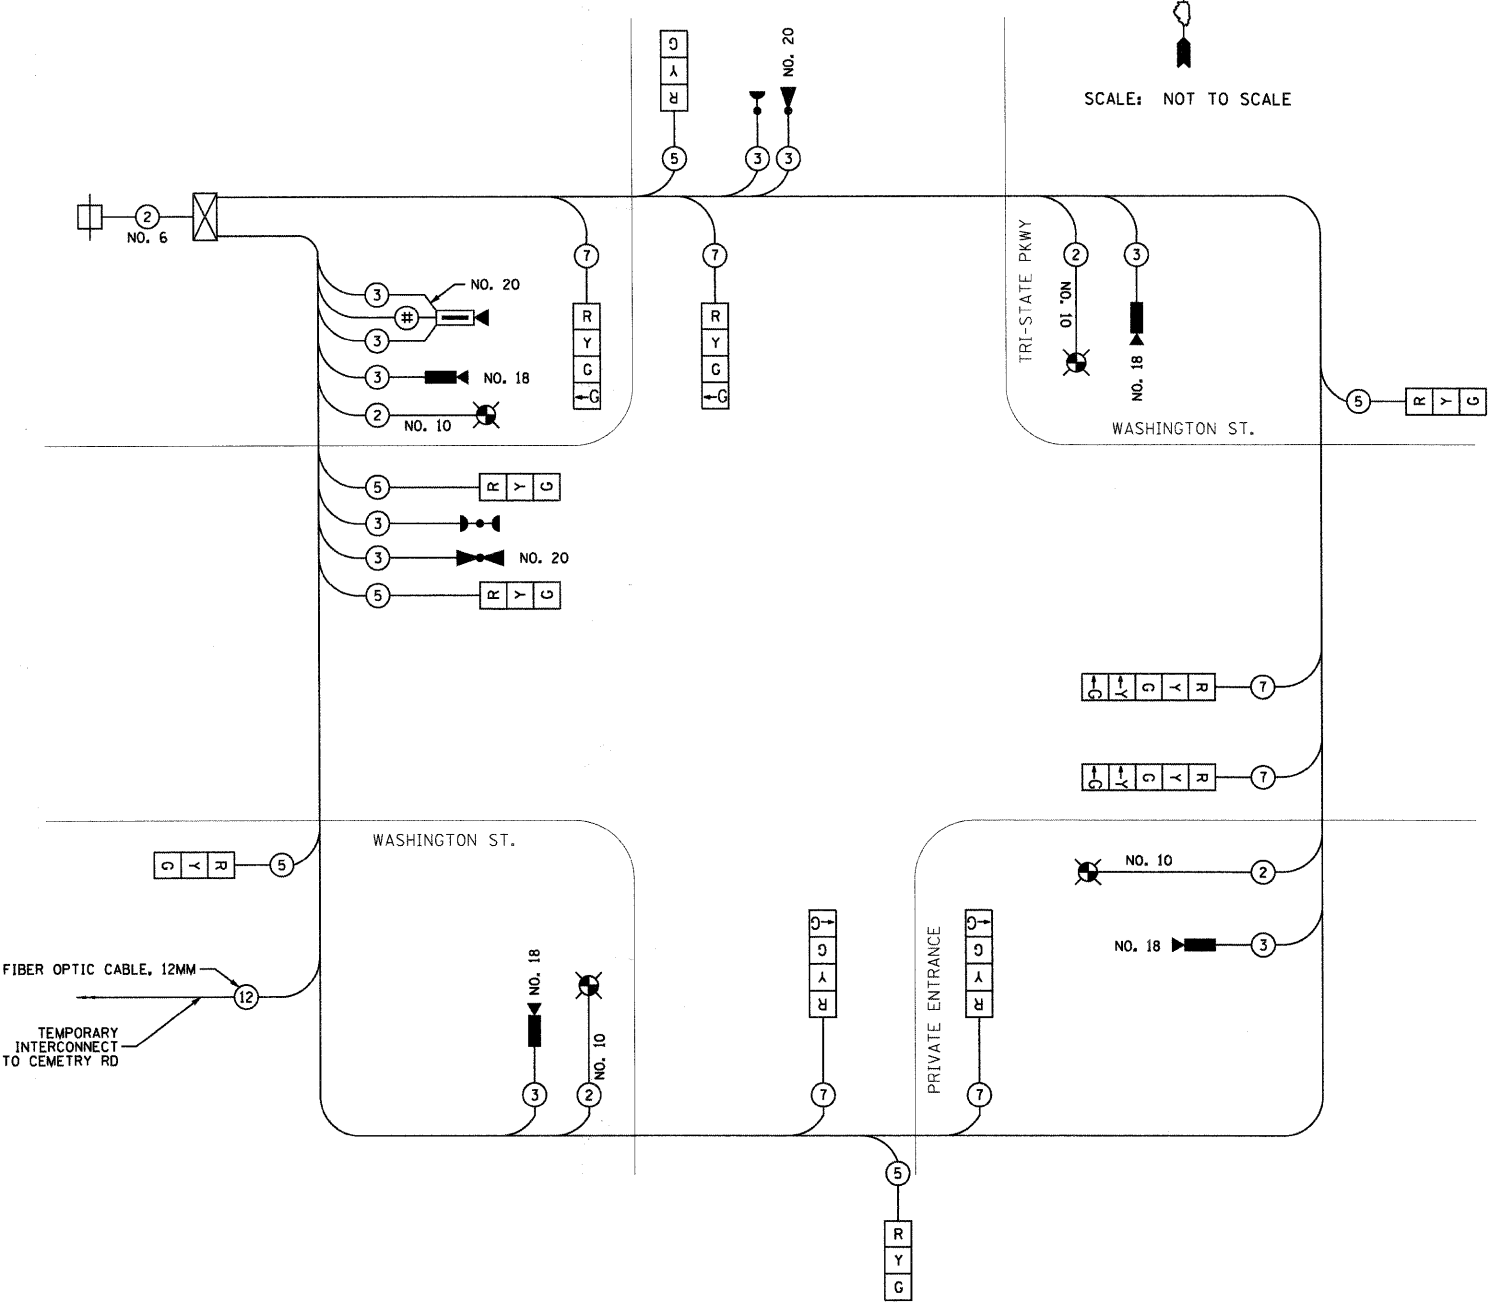 NO. 20
SCALE: NOT TO SCALE
G
Y
R
5
3
3
2
NO. 6
7
R
Y
G
←G
7
R
Y
G
←G
TRI-STATE PKWY
2
NO. 10
3
NO. 18
WASHINGTON ST.
3
NO. 20
#
3
3
NO. 18
2
NO. 10
5
R Y G
5
R Y G
3
3
NO. 20
5
R Y G
←G ←Y G Y R
7
←G ←Y G Y R
7
WASHINGTON ST.
G Y R
5
NO. 10
2
NO. 18
3
FIBER OPTIC CABLE, 12MM
12
TEMPORARY
INTERCONNECT
TO CEMETRY RD
NO. 18
3
NO. 10
2
←G
G
Y
R
7
PRIVATE ENTRANCE
←G
G
Y
R
7
5
R
Y
G